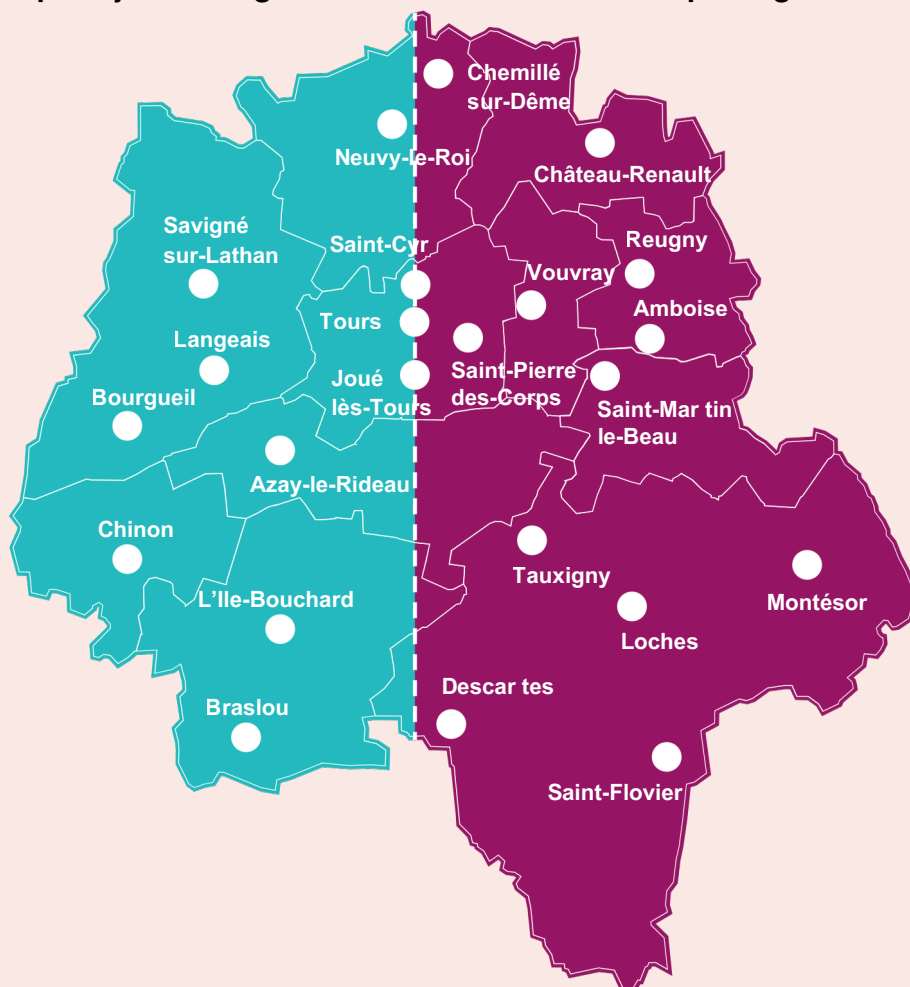 Chemillé
sur-Dême
Neuvy-le-Roi
Château-Renault
Savigné
sur-Lathan
Saint-Cyr
Vouvray
Reugny
Tours
Amboise
Langeais
Joué
lès-Tours
Saint-Pierre
des-Corps
Bourgueil
Saint-Mar tin
le-Beau
Azay-le-Rideau
Chinon
Tauxigny
L'Ile-Bouchard
Montésor
Loches
Descar tes
Braslou
Saint-Flovier